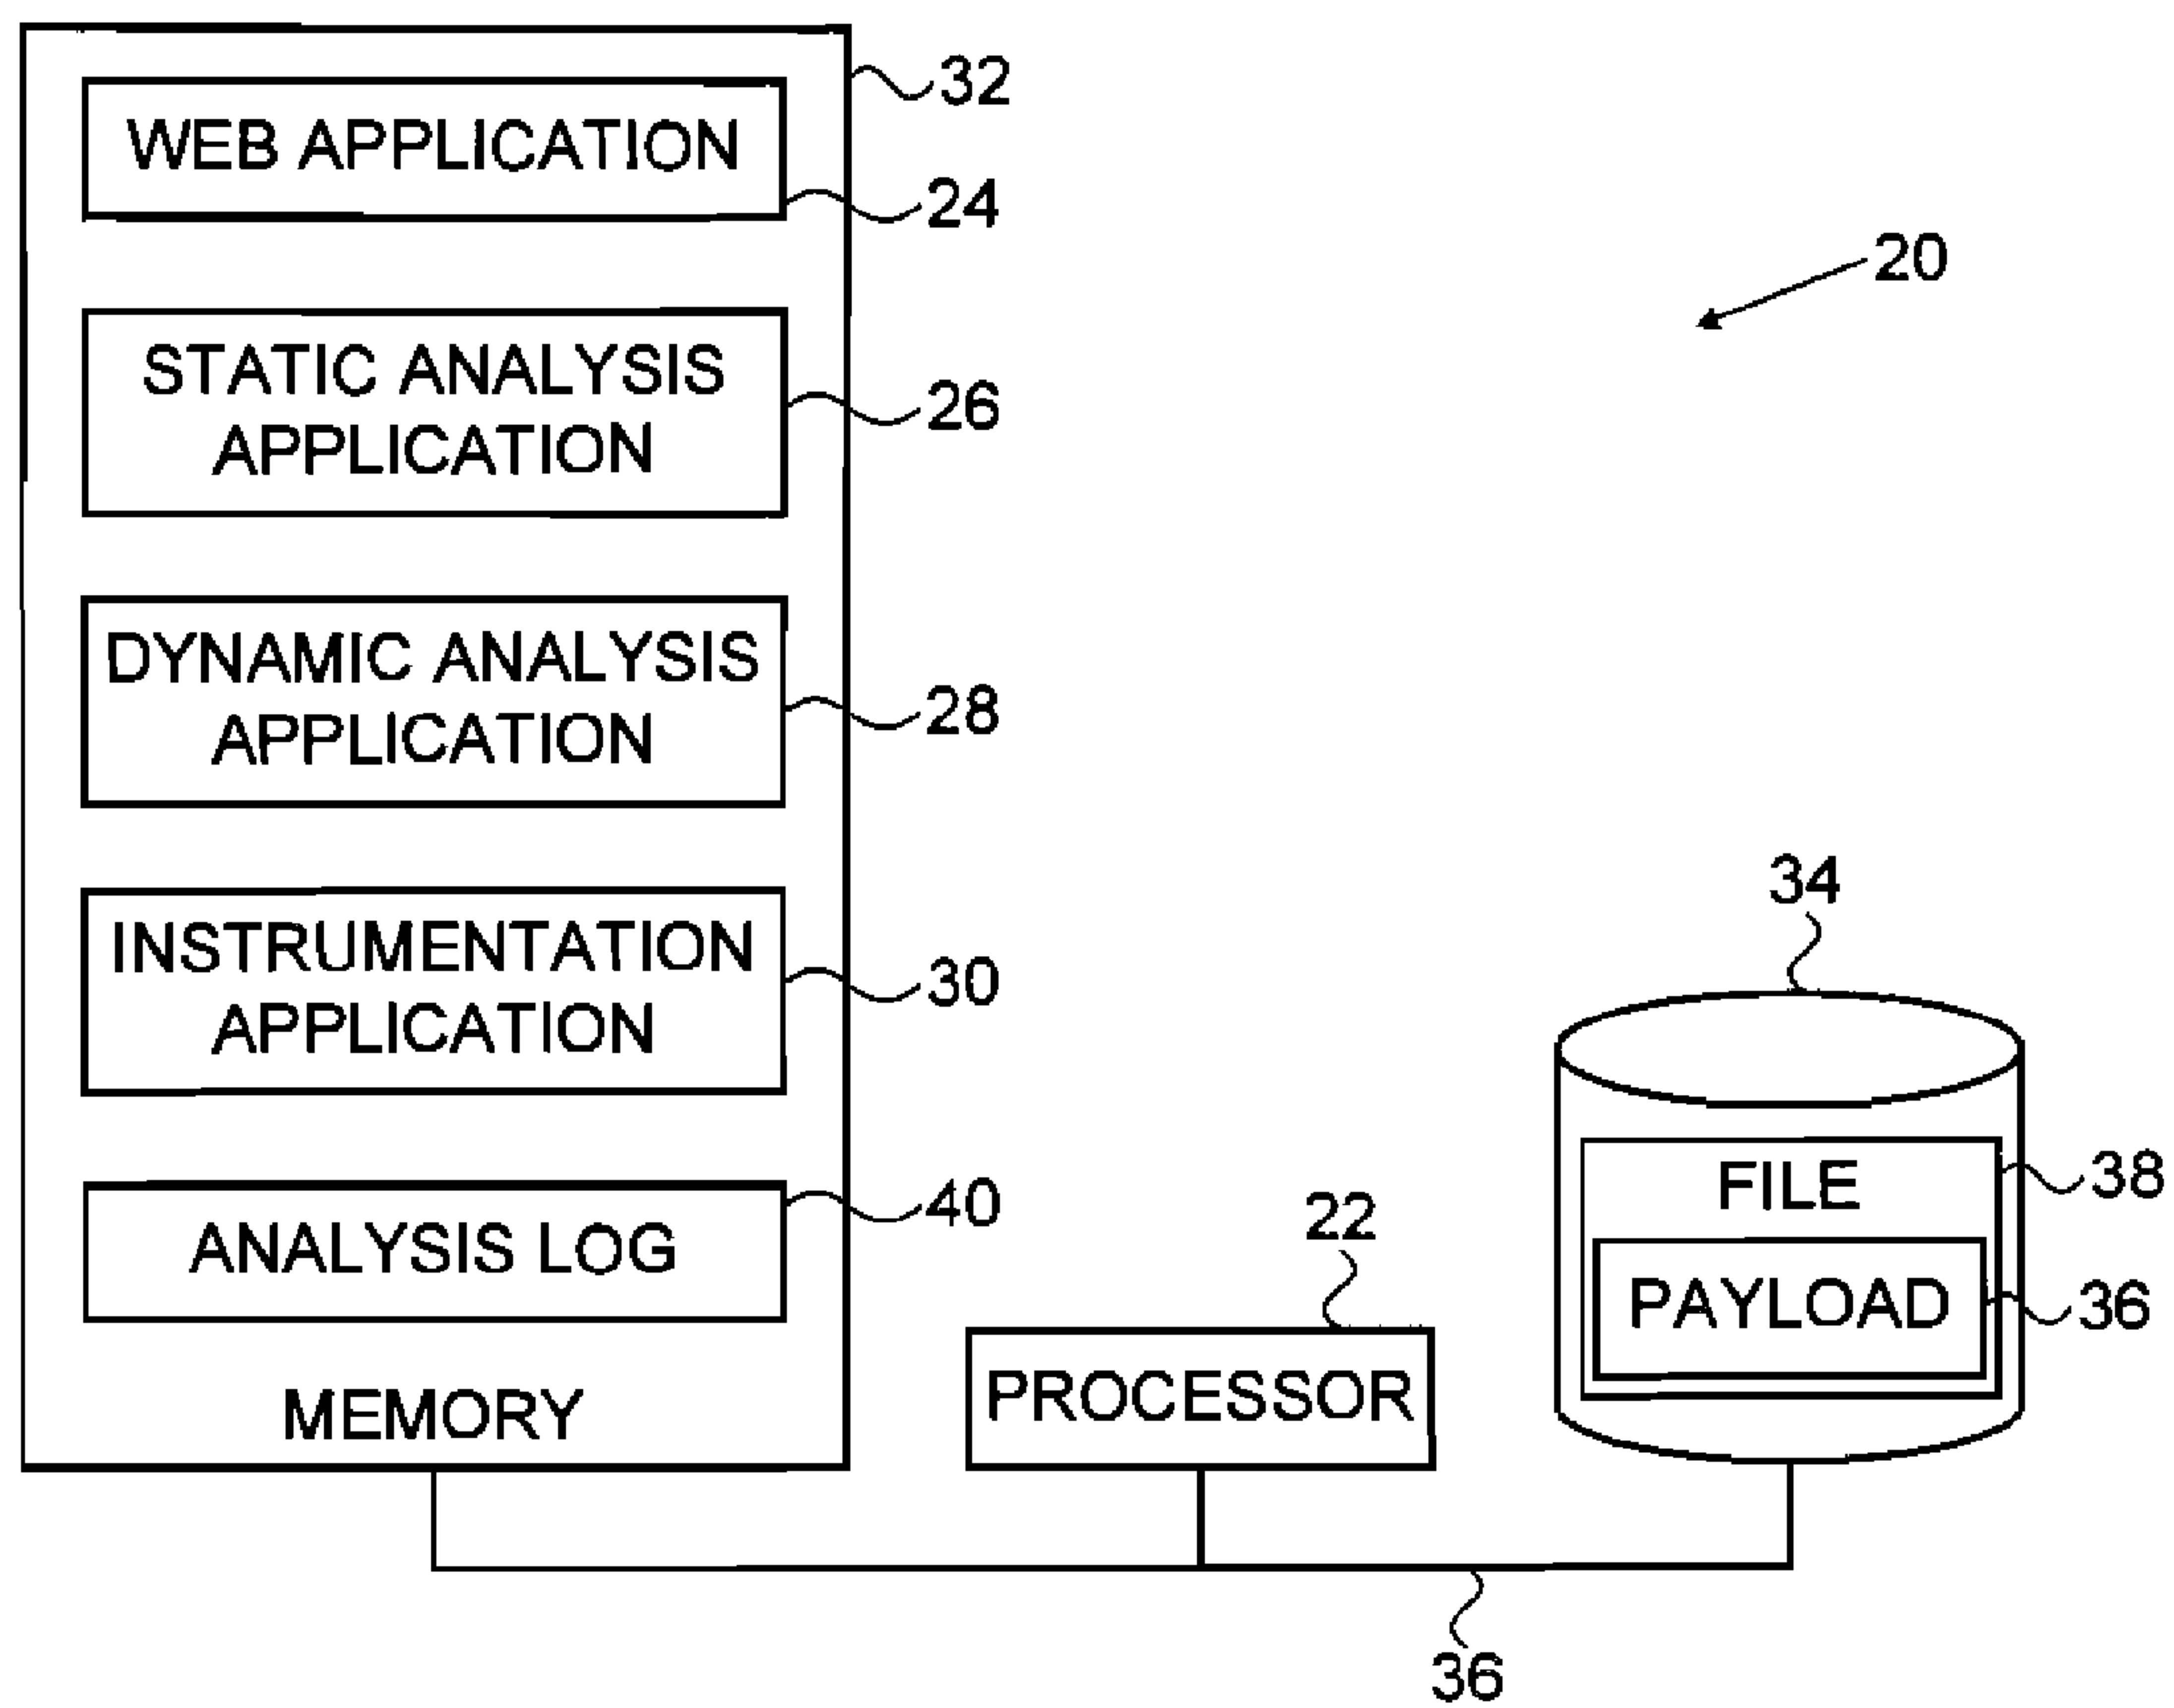 WEB APPLICATION
32
24
20
STATIC ANALYSIS
APPLICATION
26
DYNAMIC ANALYSIS
APPLICATION
28
INSTRUMENTATION
APPLICATION
30
ANALYSIS LOG
40
MEMORY
22
PROCESSOR
34
FILE
38
PAYLOAD
36
36